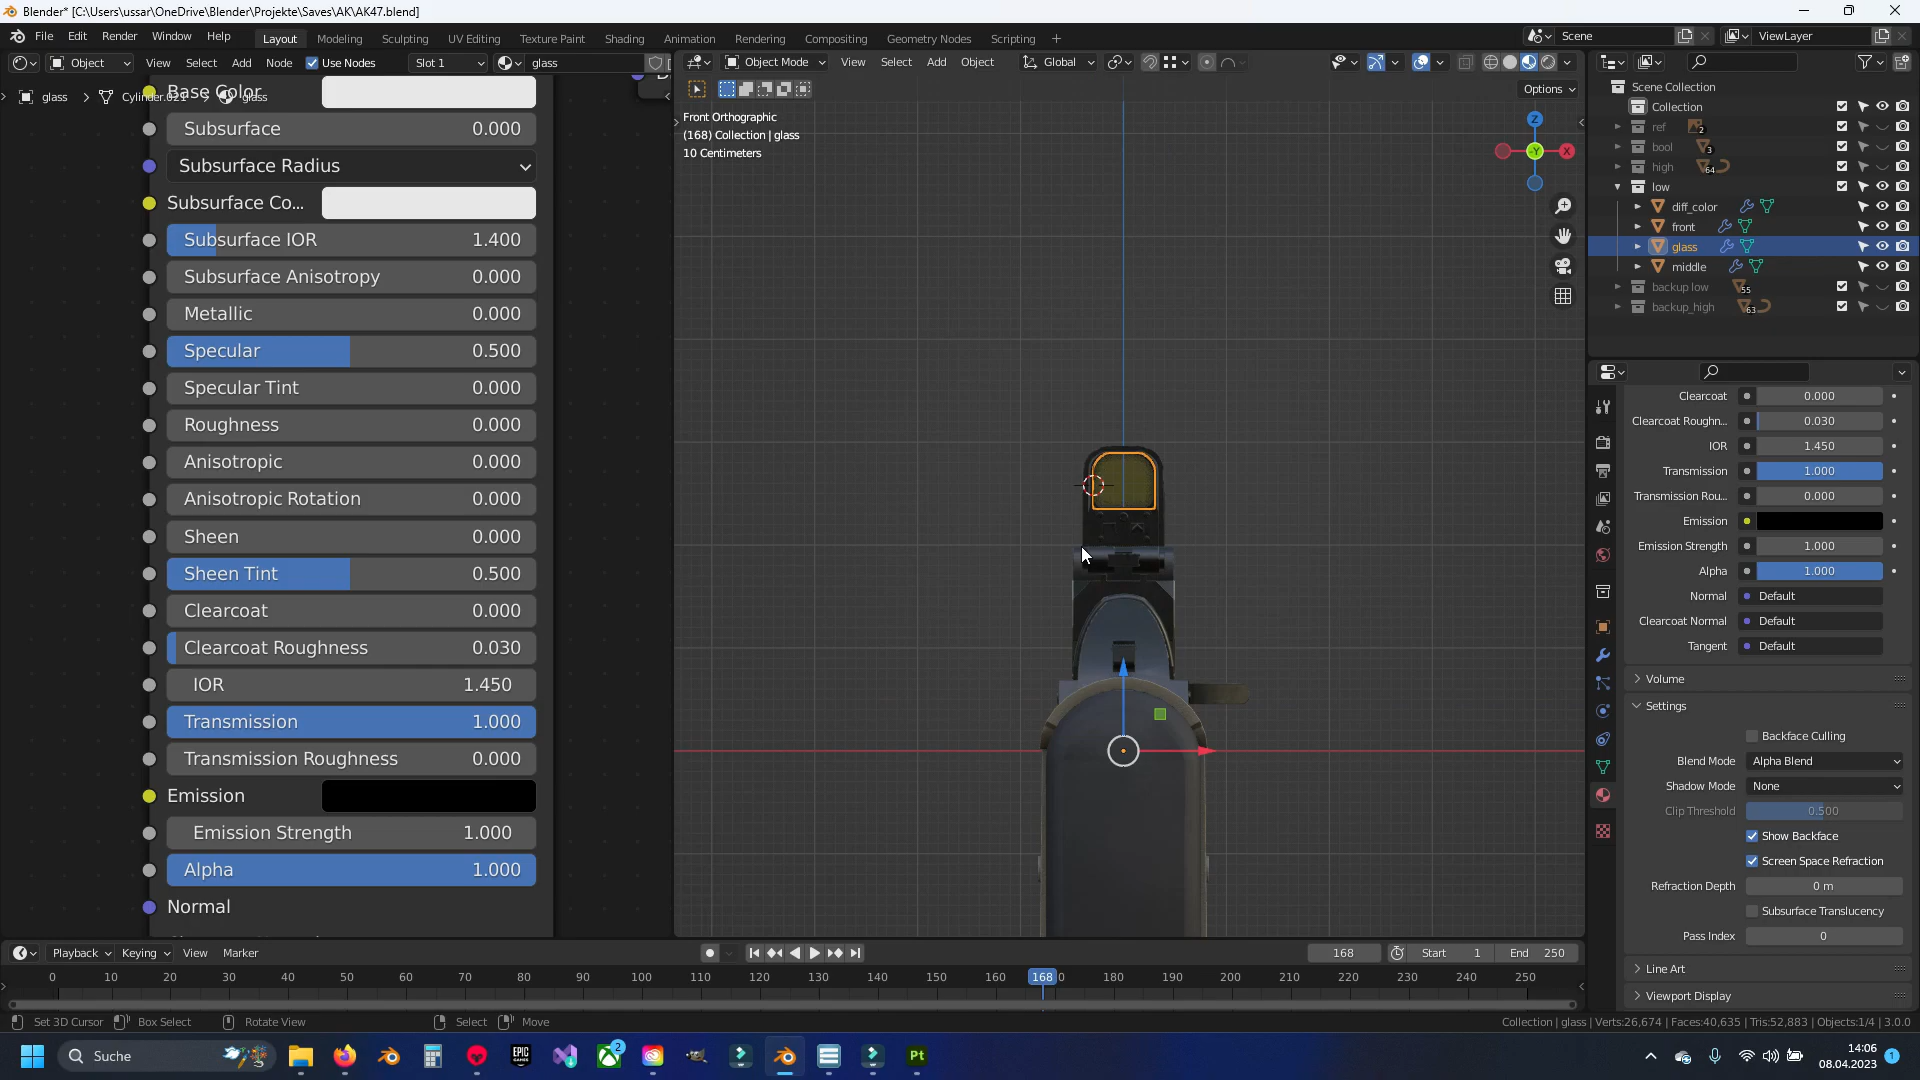 Blender* [C:\Users\ussar\OneDrive\Blender\Projekte\Saves\AK\AK47.blend]
File Edit Render Window Help Layout Modeling Sculpting UV Editing Texture Paint Shading Animation Rendering Compositing Geometry Nodes Scripting + Scene ViewLayer
Object View Select Add Node Use Nodes Slot 1 glass Object Mode View Select Add Object Global
Options
glass > Cylinder.021 > glass
Base Color
Subsurface 0.000
Subsurface Radius
Subsurface Co...
Subsurface IOR 1.400
Subsurface Anisotropy 0.000
Metallic 0.000
Specular 0.500
Specular Tint 0.000
Roughness 0.000
Anisotropic 0.000
Anisotropic Rotation 0.000
Sheen 0.000
Sheen Tint 0.500
Clearcoat 0.000
Clearcoat Roughness 0.030
IOR 1.450
Transmission 1.000
Transmission Roughness 0.000
Emission
Emission Strength 1.000
Alpha 1.000
Normal
Front Orthographic
(168) Collection | glass
10 Centimeters
Z
-Y
X
Scene Collection
Collection
ref 2
bool 3
high 64
low
diff_color
front
glass
middle
backup low 55
backup_high 63
Clearcoat 0.000
Clearcoat Roughn... 0.030
IOR 1.450
Transmission 1.000
Transmission Rou... 0.000
Emission
Emission Strength 1.000
Alpha 1.000
Normal Default
Clearcoat Normal Default
Tangent Default
Volume
Settings
Backface Culling
Blend Mode Alpha Blend
Shadow Mode None
Clip Threshold 0.500
Show Backface
Screen Space Refraction
Refraction Depth 0 m
Subsurface Translucency
Pass Index 0
Line Art
Viewport Display
Playback Keying View Marker 168 Start 1 End 250
0 10 20 30 40 50 60 70 80 90 100 110 120 130 140 150 160 168 0 180 190 200 210 220 230 240 250
Set 3D Cursor Box Select Rotate View Select Move Collection | glass | Verts:26,674 | Faces:40,635 | Tris:52,883 | Objects:1/4 | 3.0.0
Suche EPIC GAMES 2 Pt 14:06
08.04.2023 1